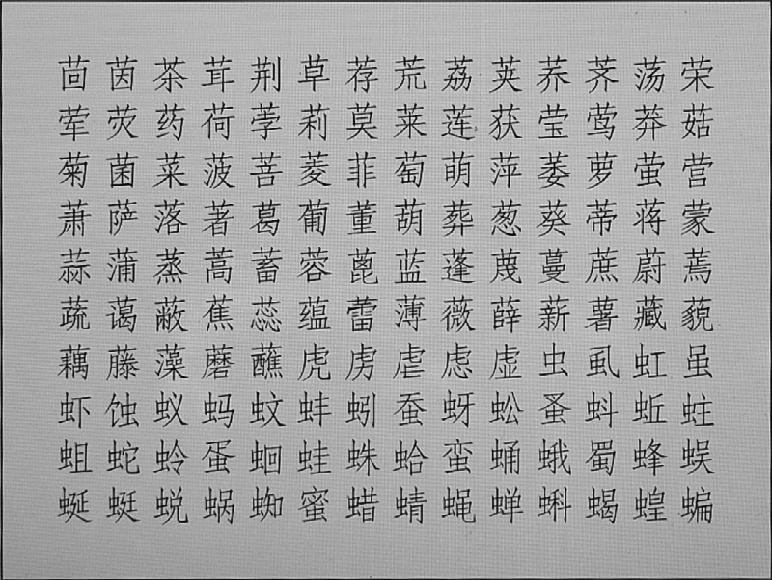 茴茵茶茸荆草荐荒荔荚荞荠荡荣
荤荧药荷荸莉莫莱莲获莹莺莽菇
菊菌菜菠菩菱菲萄萌萍萎萝萤营
萧萨落著葛葡董葫葬葱葵蒂蒋蒙
蒜蒲蒸蒿蓄蓉蓖蓝蓬蔑蔓蔗蔚蔫
蔬蔼蔽蕉蕊蕴蕾薄薇薛薪薯藏藐
藕藤藻蘑蘸虎虏虐虑虚虫虱虹虽
虾蚀蚁蚂蚊蚌蚓蚕蚜蚣蚤蚪蚯蛀
蛆蛇蛉蛋蛔蛙蛛蛤蛮蛹蛾蜀蜂蜈
蜒蜓蜕蜗蜘蜜蜡蜻蝇蝉蝌蝎蝗蝙